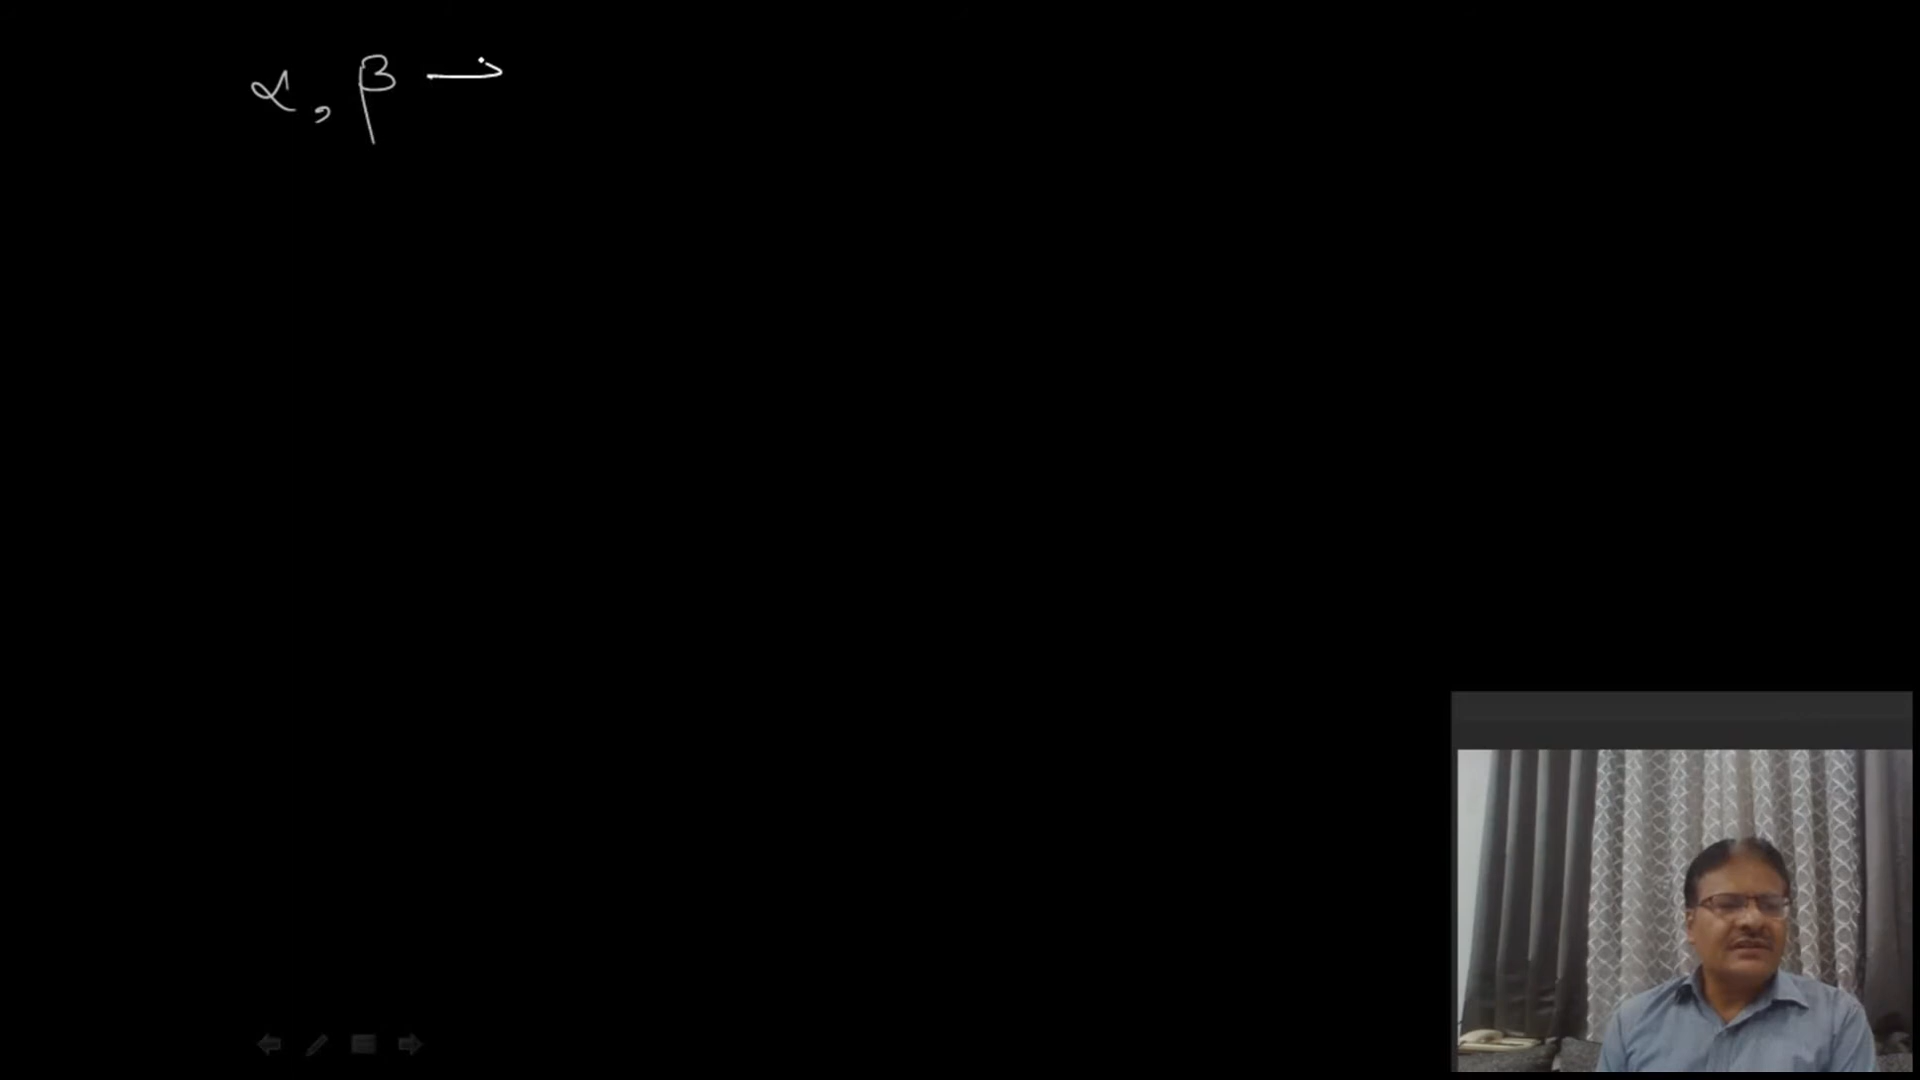 α, β →